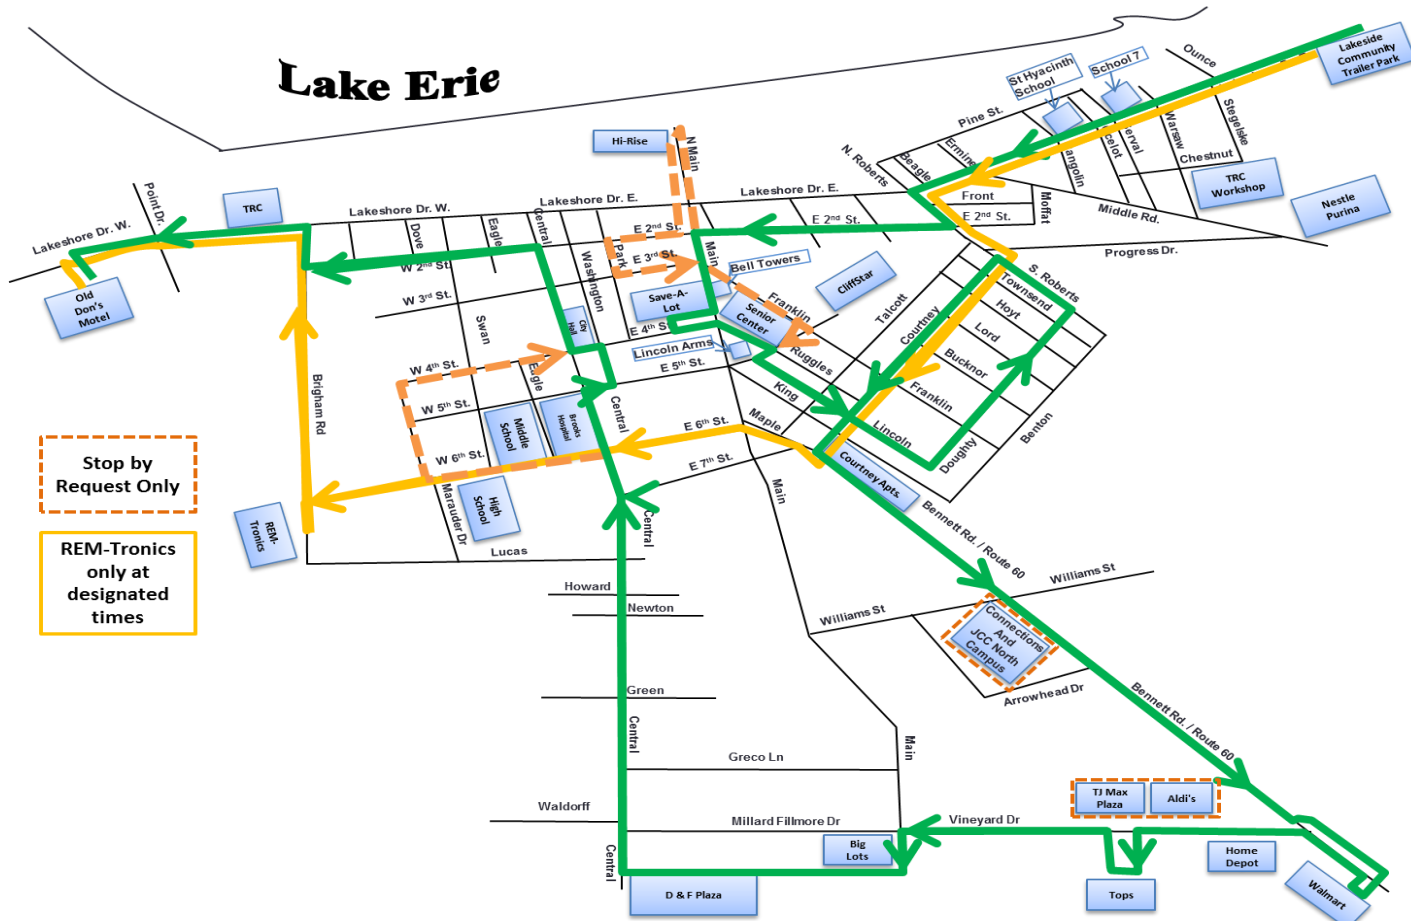 Lake Erie
Ounce
Lakeside
Community
Trailer Park
St Hyacinth
School
School 7
Pine St.
Stegelske
Warsaw
erval
celot
angolin
Ermine
Beagle
N. Roberts
Chestnut
TRC
Workshop
Nestle
Purina
Hi-Rise
N Main
Point Dr.
TRC
Lakeshore Dr. W.
Lakeshore Dr. W.
Lakeshore Dr. E.
Lakeshore Dr. E.
Front
E 2nd St.
Moffat
Middle Rd.
Progress Dr.
E 2nd St.
E 2nd St.
Dove
Eagle
Central
W 2nd St.
Washington
Park
E 3rd St.
Main
Bell Towers
CliffStar
S. Roberts
Townsend
Old
Don's
Motel
W 3rd St.
Save-A-
Lot
Senior
Center
Franklin
Talcott
Courtney
Hoyt
Lord
Bucknor
Swan
City
Hall
E 4th St.
Lincoln Arms
E 5th St.
Ruggles
King
Franklin
W 4th St.
Eagle
Brigham Rd
W 5th St.
Middle
School
Brooks
Hospital
Central
Maple
Lincoln
Doughty
Benton
E 6th St.
W 6th St.
E 7th St.
Courtney Apts.
Stop by
Request Only
Marauder Dr
High
School
Main
REM-
Tronics
Central
Bennett Rd. / Route 60
REM-Tronics
only at
designated
times
Lucas
Howard
Newton
Williams St
Williams St
Connections
And
JCC North
Campus
Arrowhead Dr
Green
Central
Bennett Rd. / Route 60
Main
Greco Ln
Waldorff
Millard Fillmore Dr
Vineyard Dr
TJ Max
Plaza
Aldi's
Central
Big
Lots
Home
Depot
D & F Plaza
Tops
Walmart